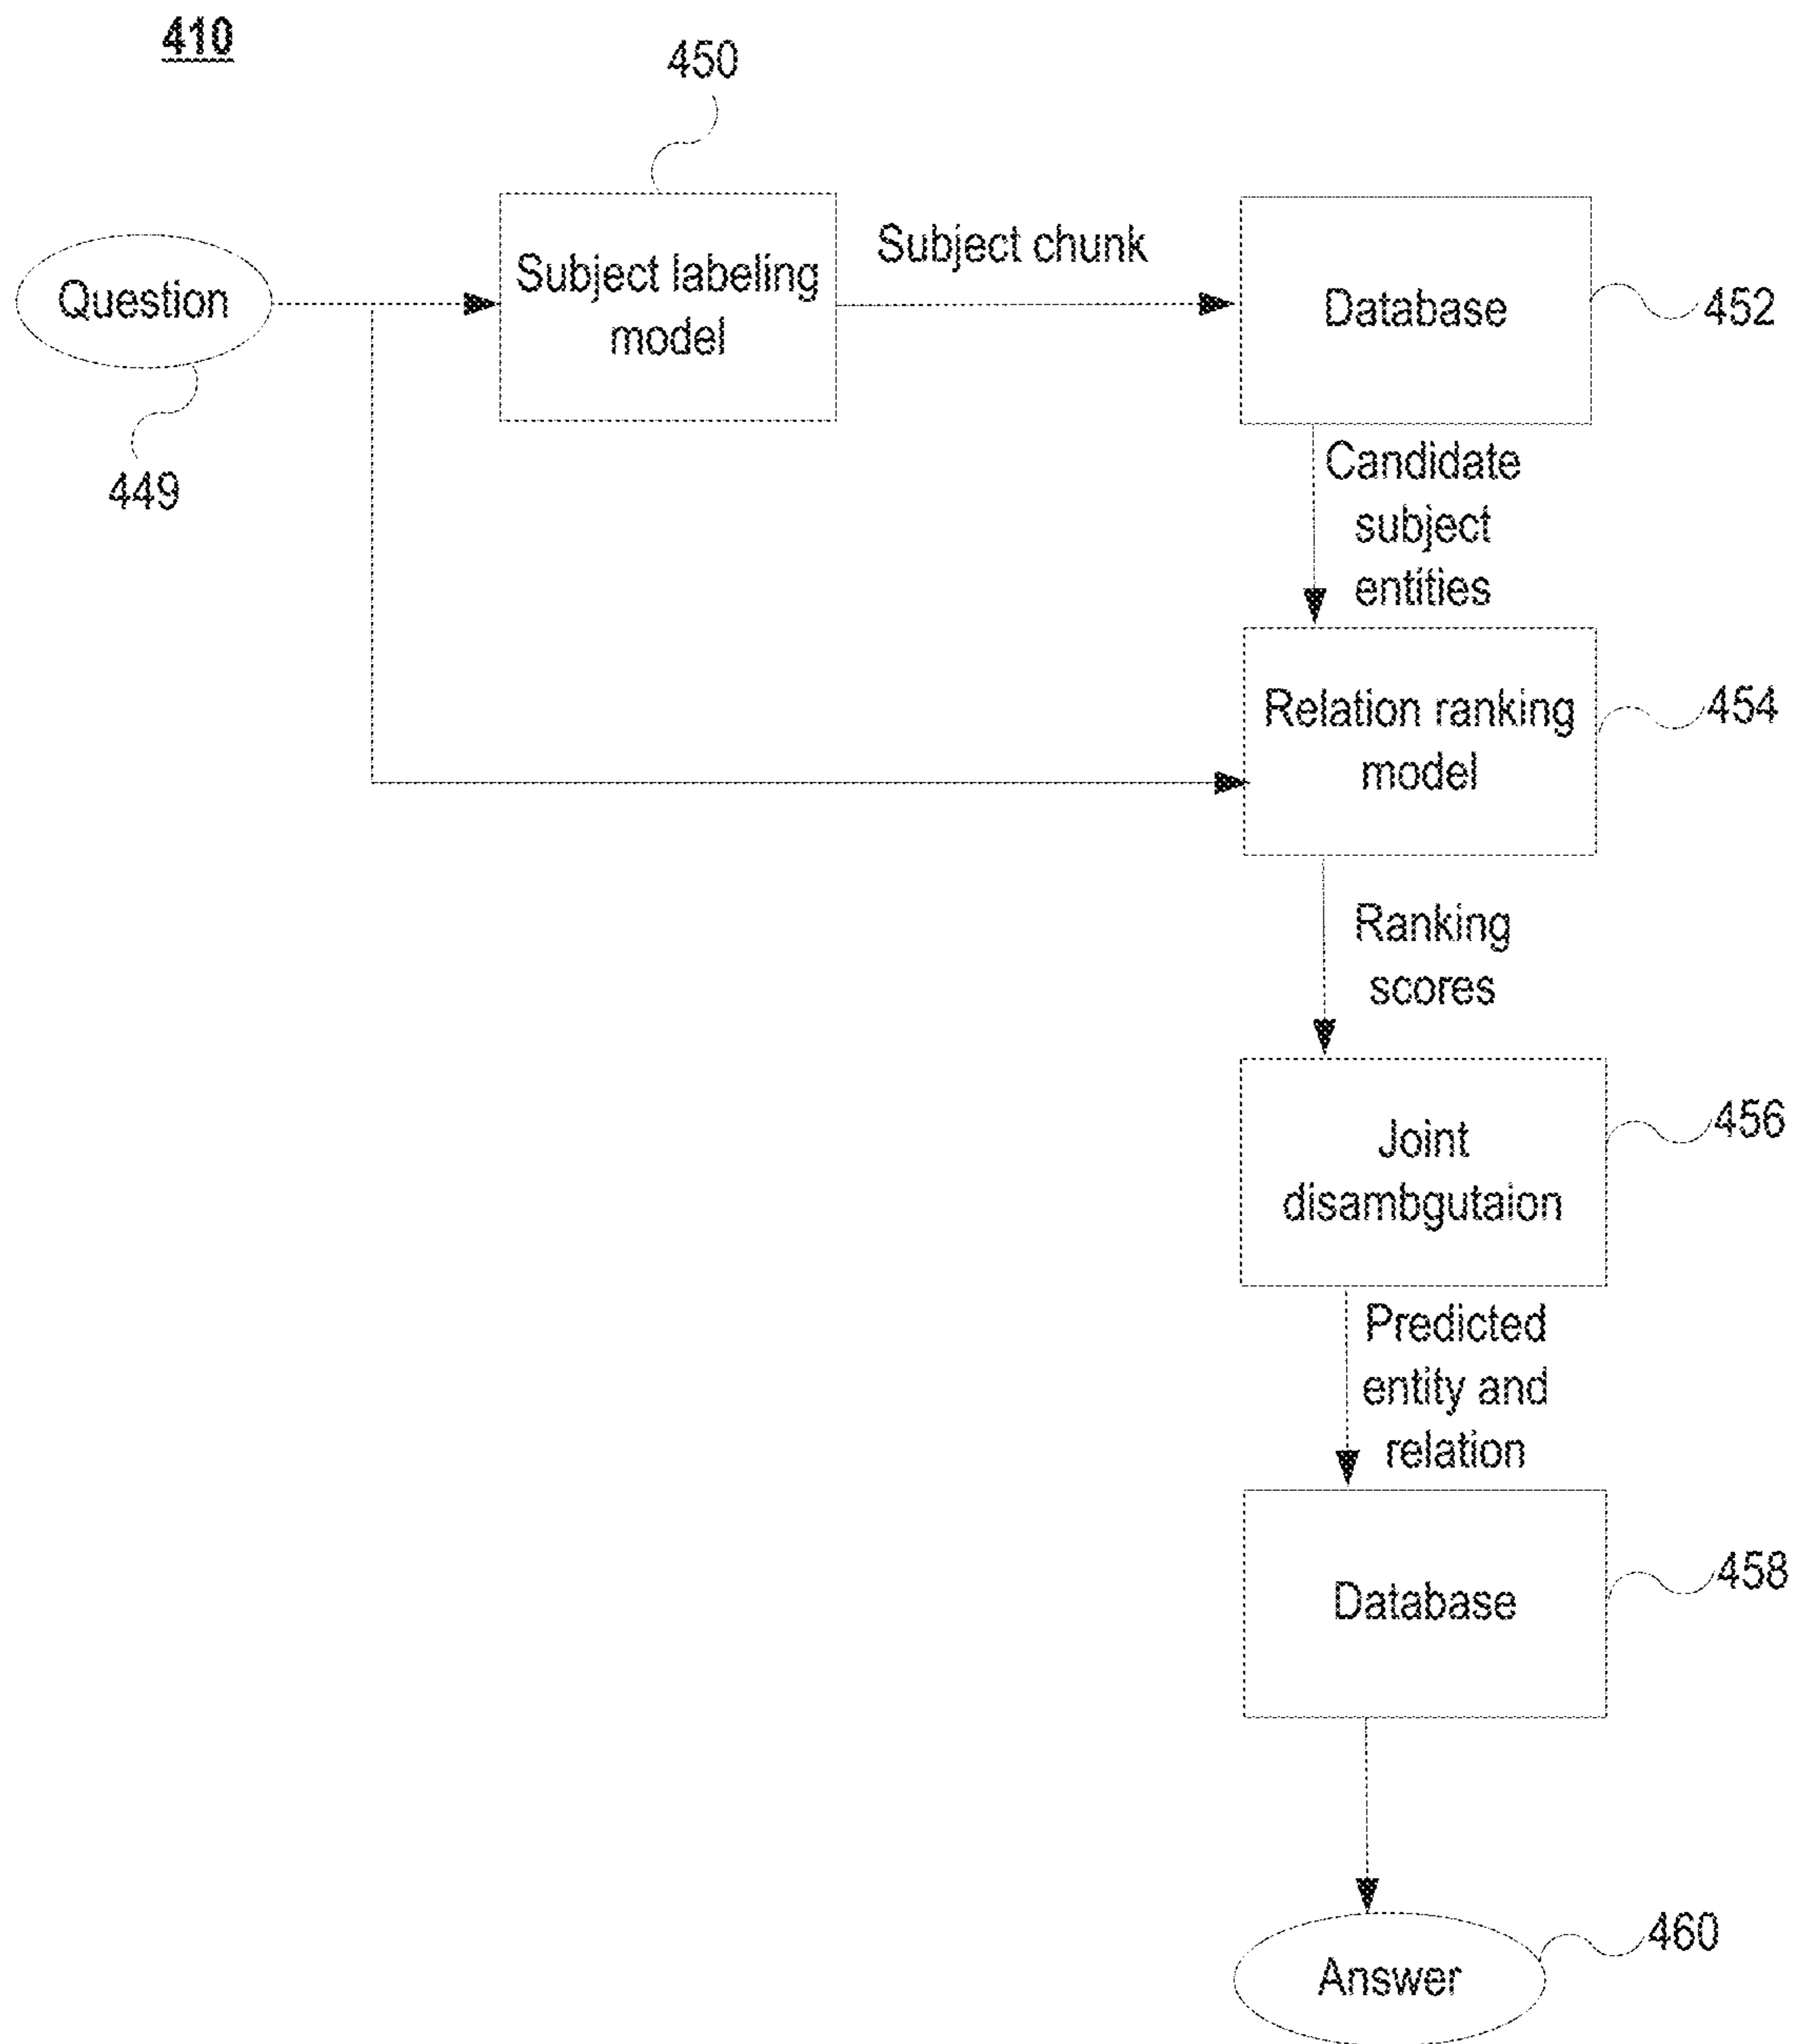 410
450
Question
Subject labeling
model
Subject chunk
Database
452
449
Candidate
subject
entities
Relation ranking
model
454
Ranking
scores
Joint
disambgutaion
456
Predicted
entity and
relation
Database
458
Answer
460